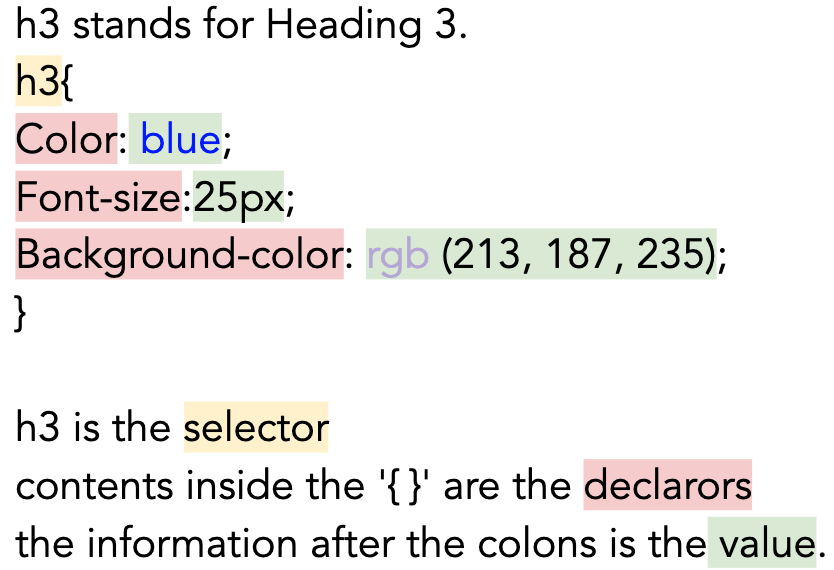 h3 stands for Heading 3.
h3{
Color: blue;
Font-size:25px;
Background-color: rgb (213, 187, 235);
}
h3 is the selector
contents inside the '{ }' are the declarors
the information after the colons is the value.